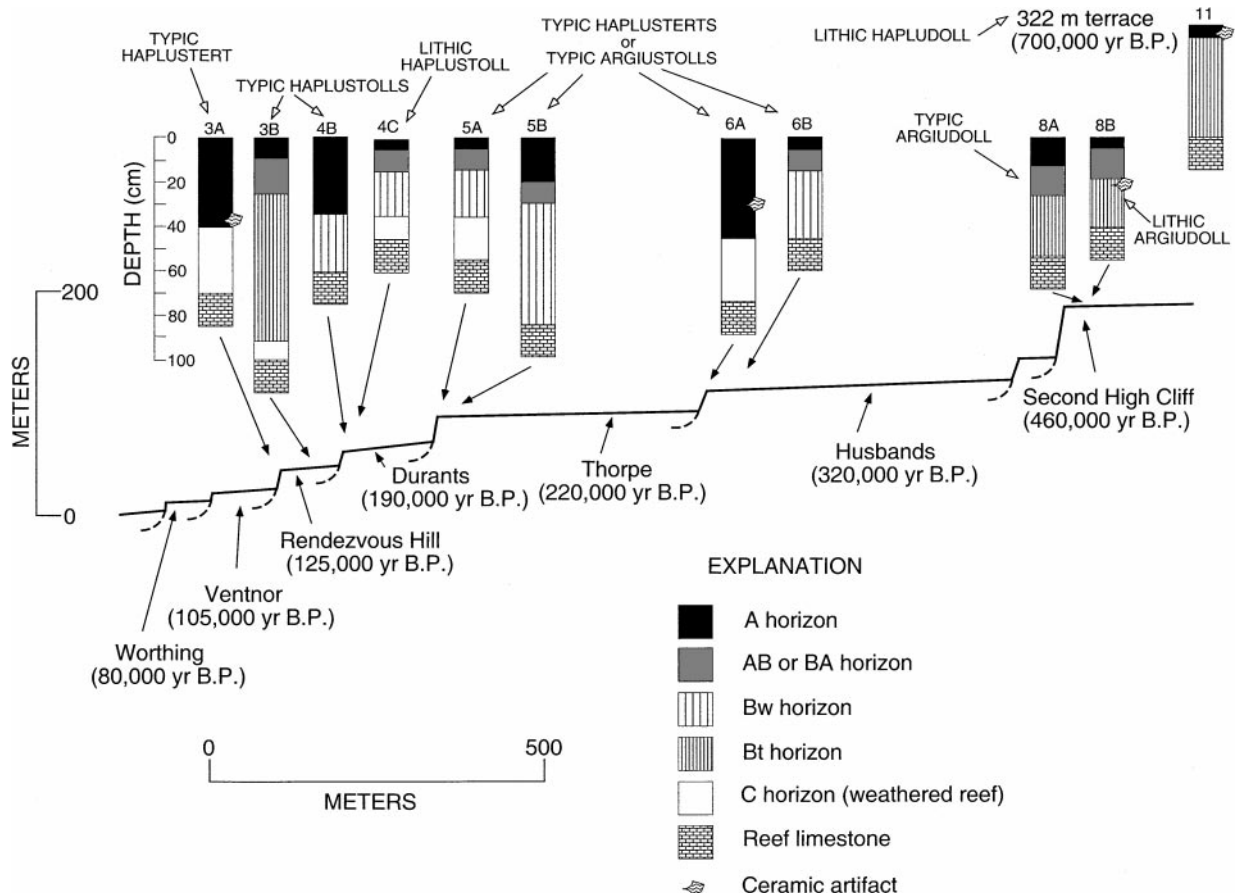 TYPIC
HAPLUSTERT
TYPIC HAPLUSTOLLS
LITHIC
HAPLUSTOLL
TYPIC HAPLUSTERTS
or
TYPIC ARGIUSTOLLS
LITHIC HAPLUDOLL
322 m terrace
(700,000 yr B.P.)
11
3A
3B
4B
4C
5A
5B
6A
6B
TYPIC
ARGIUDOLL
8A
8B
LITHIC
ARGIUDOLL
DEPTH (cm)
0
20
40
60
80
100
METERS
200
0
Second High Cliff
(460,000 yr B.P.)
Husbands
(320,000 yr B.P.)
Thorpe
(220,000 yr B.P.)
Durants
(190,000 yr B.P.)
Rendezvous Hill
(125,000 yr B.P.)
Ventnor
(105,000 yr B.P.)
Worthing
(80,000 yr B.P.)
0
500
METERS
EXPLANATION
A horizon
AB or BA horizon
Bw horizon
Bt horizon
C horizon (weathered reef)
Reef limestone
Ceramic artifact